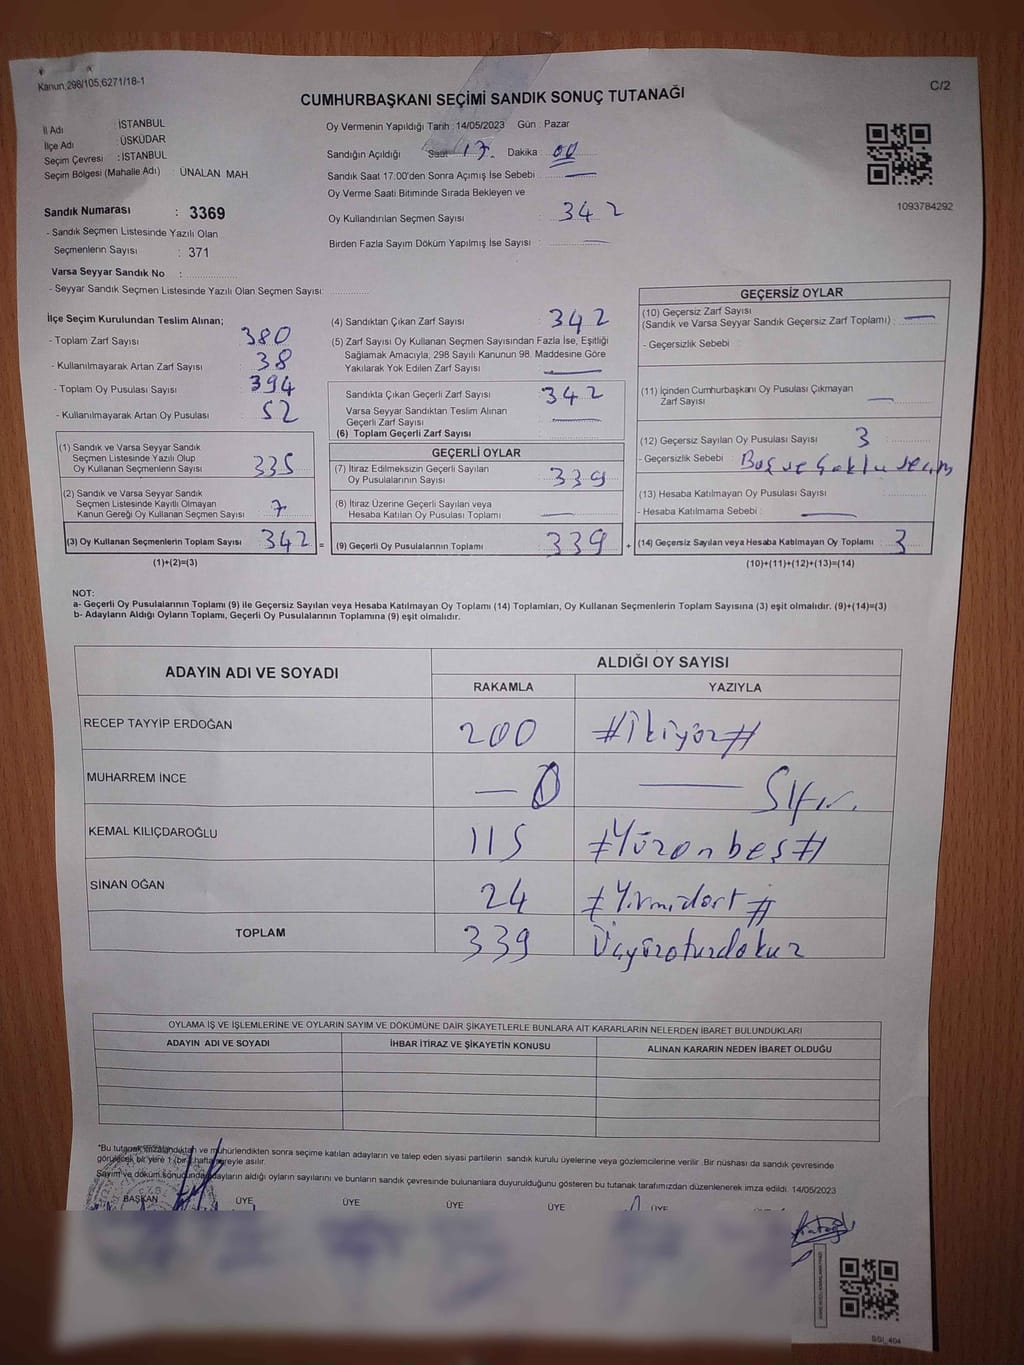 Kanun,298/105,6271/18-1
C/2
CUMHURBAŞKANI SEÇİMİ SANDIK SONUÇ TUTANAĞI
İl Adı : İSTANBUL
İlçe Adı : ÜSKÜDAR
Seçim Çevresi : İSTANBUL
Seçim Bölgesi (Mahalle Adı) : ÜNALAN MAH.
Sandık Numarası : 3369
- Sandık Seçmen Listesinde Yazılı Olan
Seçmenlerin Sayısı : 371
Varsa Seyyar Sandık No :
- Seyyar Sandık Seçmen Listesinde Yazılı Olan Seçmen Sayısı:
Oy Vermenin Yapıldığı Tarih : 14/05/2023 Gün : Pazar
Sandığın Açıldığı Saat 17. Dakika : 00
Sandık Saat 17.00'den Sonra Açımış İse Sebebi : —
Oy Verme Saati Bitiminde Sırada Bekleyen ve
Oy Kullandırılan Seçmen Sayısı : 342
Birden Fazla Sayım Döküm Yapılmış İse Sayısı : —
1093784292
İlçe Seçim Kurulundan Teslim Alınan;
- Toplam Zarf Sayısı 380
- Kullanılmayarak Artan Zarf Sayısı 38
- Toplam Oy Pusulası Sayısı 394
- Kullanılmayarak Artan Oy Pusulası 52
(1) Sandık ve Varsa Seyyar Sandık
Seçmen Listesinde Yazılı Olup
Oy Kullanan Seçmenlerin Sayısı 335
(2) Sandık ve Varsa Seyyar Sandık
Seçmen Listesinde Kayıtlı Olmayan
Kanun Gereği Oy Kullanan Seçmen Sayısı 7
(3) Oy Kullanan Seçmenlerin Toplam Sayısı 342 =
(1)+(2)=(3)
(4) Sandıktan Çıkan Zarf Sayısı 342
(5) Zarf Sayısı Oy Kullanan Seçmen Sayısından Fazla İse, Eşitliği
Sağlamak Amacıyla, 298 Sayılı Kanunun 98. Maddesine Göre
Yakılarak Yok Edilen Zarf Sayısı —
Sandıkta Çıkan Geçerli Zarf Sayısı 342
Varsa Seyyar Sandıktan Teslim Alınan
Geçerli Zarf Sayısı —
(6) Toplam Geçerli Zarf Sayısı
GEÇERLİ OYLAR
(7) İtiraz Edilmeksizin Geçerli Sayılan
Oy Pusulalarının Sayısı 339
(8) İtiraz Üzerine Geçerli Sayılan veya
Hesaba Katılan Oy Pusulası Toplamı —
(9) Geçerli Oy Pusulalarının Toplamı 339 +
GEÇERSİZ OYLAR
(10) Geçersiz Zarf Sayısı
(Sandık ve Varsa Seyyar Sandık Geçersiz Zarf Toplamı) : —
- Geçersizlik Sebebi :
(11) İçinden Cumhurbaşkanı Oy Pusulası Çıkmayan
Zarf Sayısı —
(12) Geçersiz Sayılan Oy Pusulası Sayısı 3
- Geçersizlik Sebebi : Boş ve Çoklu seçim
(13) Hesaba Katılmayan Oy Pusulası Sayısı
- Hesaba Katılmama Sebebi : —
(14) Geçersiz Sayılan veya Hesaba Katılmayan Oy Toplamı : 3
(10)+(11)+(12)+(13)=(14)
NOT:
a- Geçerli Oy Pusulalarının Toplamı (9) ile Geçersiz Sayılan veya Hesaba Katılmayan Oy Toplamı (14) Toplamları, Oy Kullanan Seçmenlerin Toplam Sayısına (3) eşit olmalıdır. (9)+(14)=(3)
b- Adayların Aldığı Oyların Toplamı, Geçerli Oy Pusulalarının Toplamına (9) eşit olmalıdır.
ADAYIN ADI VE SOYADI ALDIĞI OY SAYISI
RAKAMLA YAZIYLA
RECEP TAYYİP ERDOĞAN 200 #İkiyüz#
MUHARREM İNCE — 0 — Sıfır.
KEMAL KILIÇDAROĞLU 115 #Yüzonbeş#
SİNAN OĞAN 24 #Yirmidört#
TOPLAM 339 Üçyüzotuzdokuz
OYLAMA İŞ VE İŞLEMLERİNE VE OYLARIN SAYIM VE DÖKÜMÜNE DAİR ŞİKAYETLERLE BUNLARA AİT KARARLARIN NELERDEN İBARET BULUNDUKLARI
ADAYIN ADI VE SOYADI İHBAR İTİRAZ VE ŞİKAYETİN KONUSU ALINAN KARARIN NEDEN İBARET OLDUĞU
*Bu tutanak imzalandıktan ve mühürlendikten sonra seçime katılan adayların ve talep eden siyasi partilerin sandık kurulu üyelerine veya gözlemcilerine verilir .Bir nüshası da sandık çevresinde
görülecek bir yere 1 (bir) hafta süreyle asılır.
Sayım ve döküm sonucunda adayların aldığı oyların sayılarını ve bunların sandık çevresinde bulunanlara duyurulduğunu gösteren bu tutanak tarafımızdan düzenlenerek imza edildi. 14/05/2023
BAŞKAN ÜYE ÜYE ÜYE ÜYE ÜYE
SSI_404